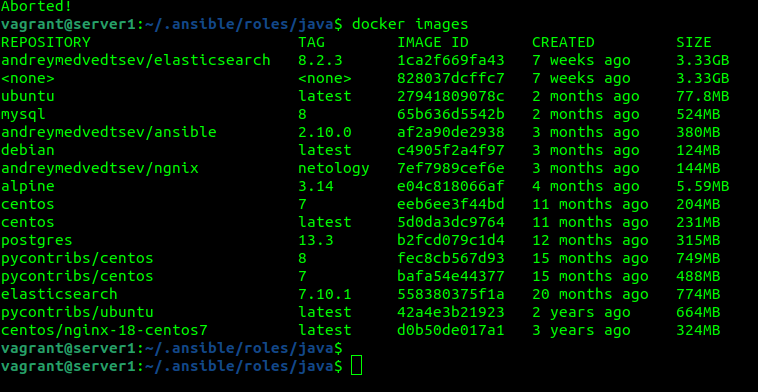 Aborted!
vagrant@server1:~/.ansible/roles/java$ docker images
REPOSITORY TAG IMAGE ID CREATED SIZE
andreymedvedtsev/elasticsearch 8.2.3 1ca2f669fa43 7 weeks ago 3.33GB
<none> <none> 828037dcffc7 7 weeks ago 3.33GB
ubuntu latest 27941809078c 2 months ago 77.8MB
mysql 8 65b636d5542b 2 months ago 524MB
andreymedvedtsev/ansible 2.10.0 af2a90de2938 3 months ago 380MB
debian latest c4905f2a4f97 3 months ago 124MB
andreymedvedtsev/ngnix netology 7ef7989cef6e 3 months ago 144MB
alpine 3.14 e04c818066af 4 months ago 5.59MB
centos 7 eeb6ee3f44bd 11 months ago 204MB
centos latest 5d0da3dc9764 11 months ago 231MB
postgres 13.3 b2fcd079c1d4 12 months ago 315MB
pycontribs/centos 8 fec8cb567d93 15 months ago 749MB
pycontribs/centos 7 bafa54e44377 15 months ago 488MB
elasticsearch 7.10.1 558380375f1a 20 months ago 774MB
pycontribs/ubuntu latest 42a4e3b21923 2 years ago 664MB
centos/nginx-18-centos7 latest d0b50de017a1 3 years ago 324MB
vagrant@server1:~/.ansible/roles/java$
vagrant@server1:~/.ansible/roles/java$